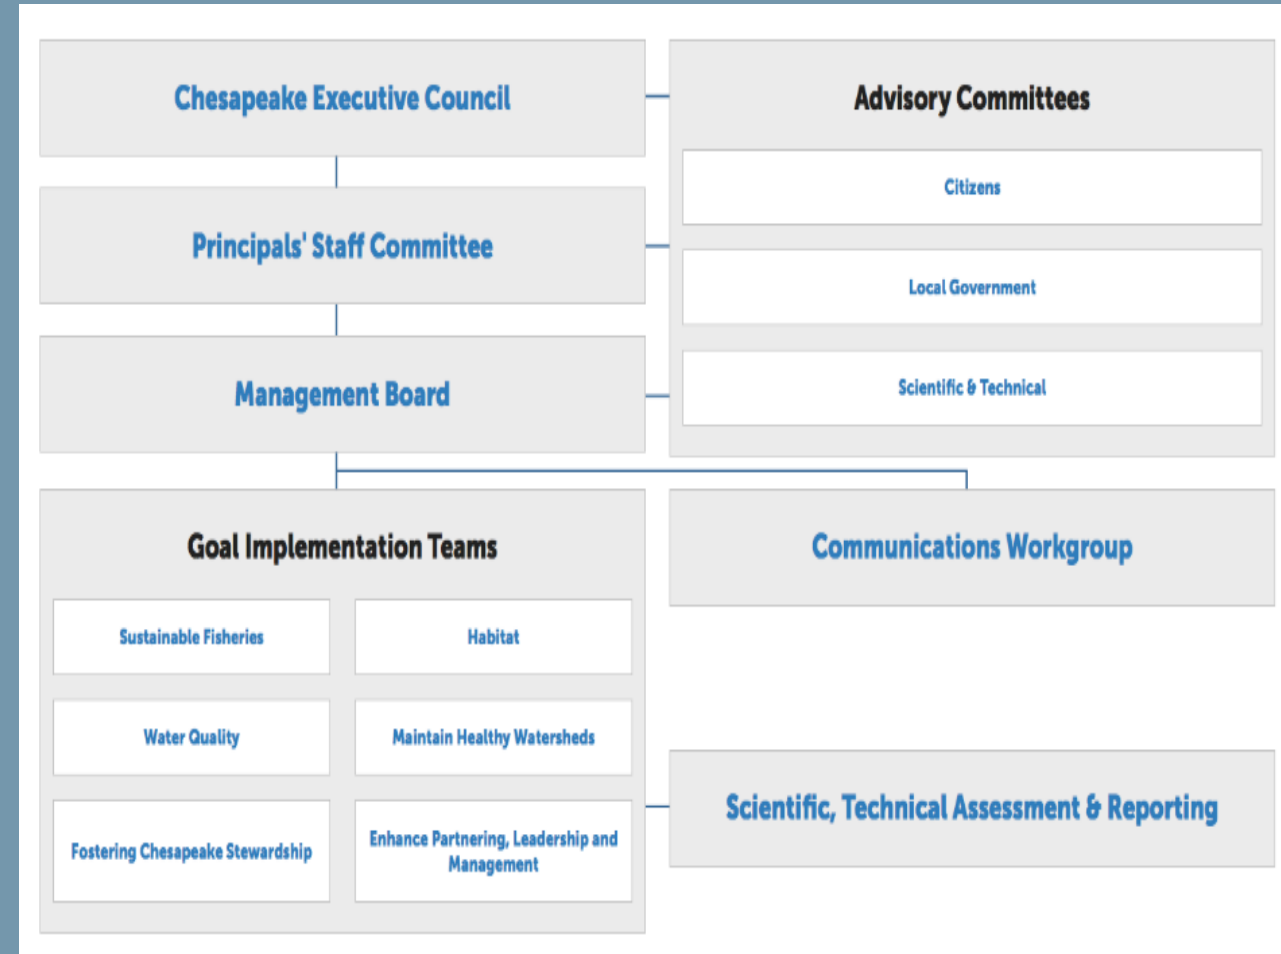 Chesapeake Executive Council
Advisory Committees
Citizens
Principals' Staff Committee
Local Government
Management Board
Scientific & Technical
Goal Implementation Teams
Communications Workgroup
Sustainable Fisheries
Habitat
Water Quality
Maintain Healthy Watersheds
Scientific, Technical Assessment & Reporting
Fostering Chesapeake Stewardship
Enhance Partnering, Leadership and
Management